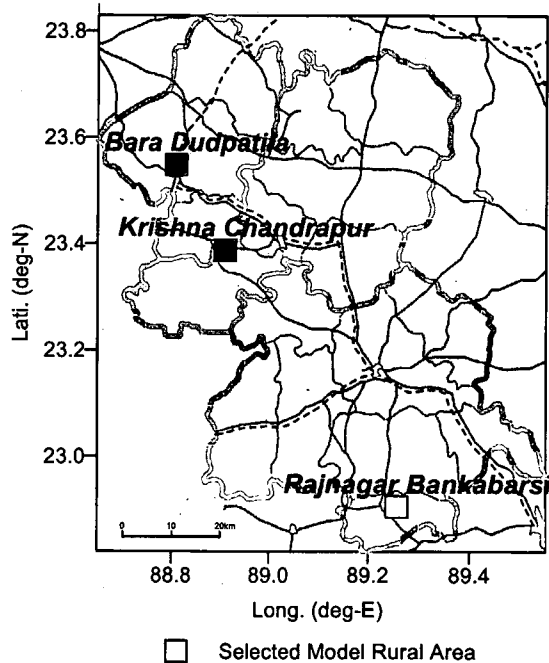 23.8
23.6
Bara Dudpatila
23.4
Krishna Chandrapur
Lati. (deg-N)
23.2
23.0
Rajnagar Bankabarsi
0 10 20km
88.8 89.0 89.2 89.4
Long. (deg-E)
Selected Model Rural Area